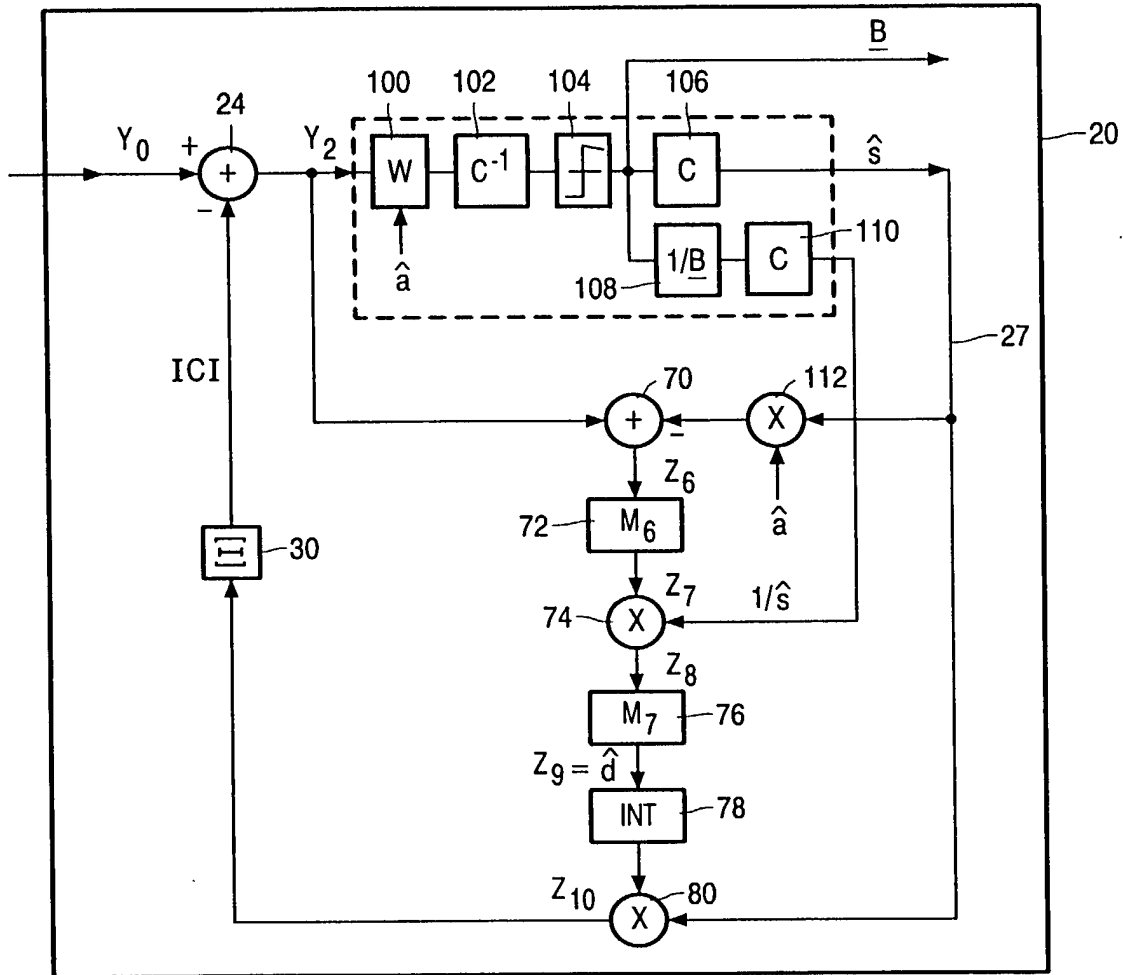 B
100
102
104
106
24
20
Y0
+
+
-
Y2
W
C-1
C
ŝ
â
1/B
C
110
108
27
ICI
70
112
+
-
X
Z6
â
72
M6
Ξ
30
Z7
1/ŝ
74
X
Z8
M7
76
Z9 = d̂
INT
78
Z10
X
80